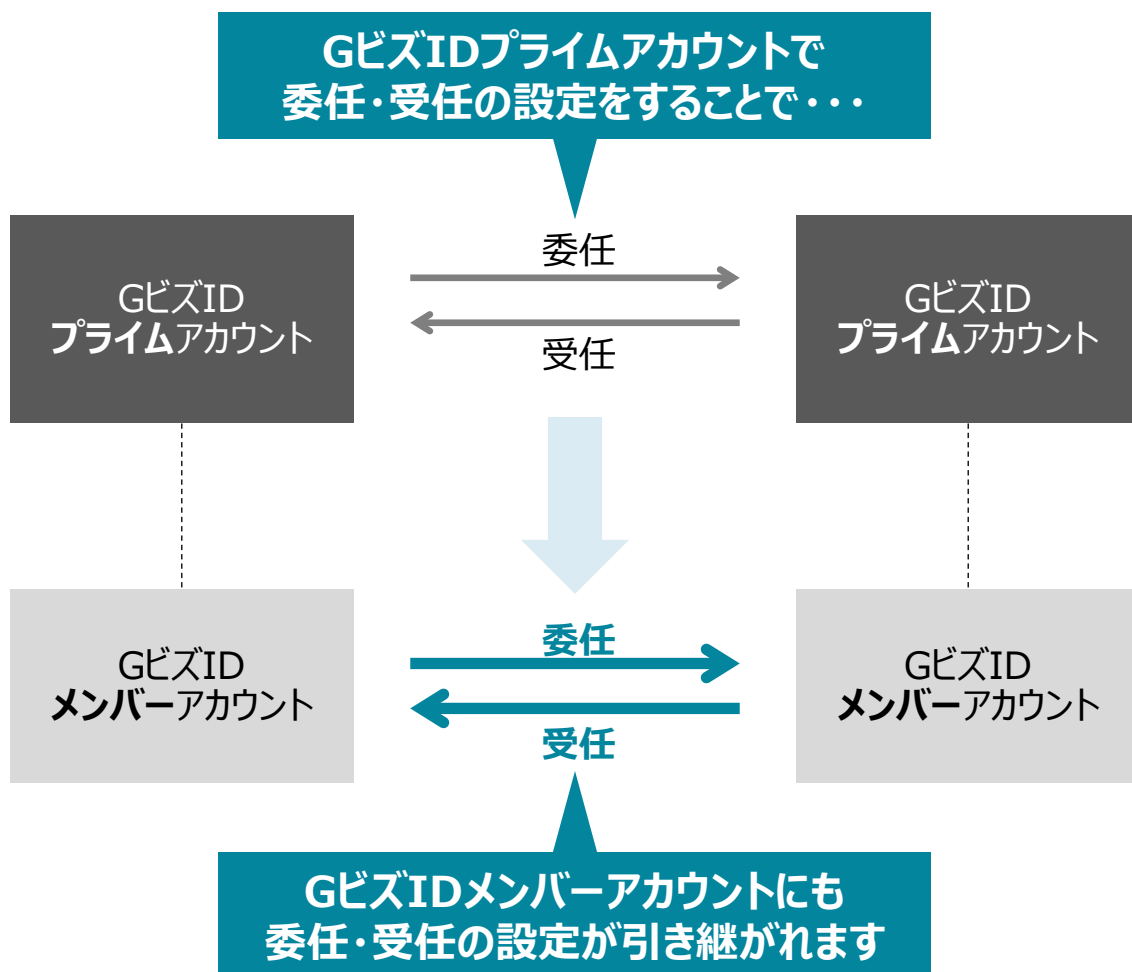 GビズIDプライムアカウントで
委任・受任の設定をすることで・・・
委任
GビズID
プライムアカウント
GビズID
プライムアカウント
受任
委任
GビズID
メンバーアカウント
GビズID
メンバーアカウント
受任
GビズIDメンバーアカウントにも
委任・受任の設定が引き継がれます